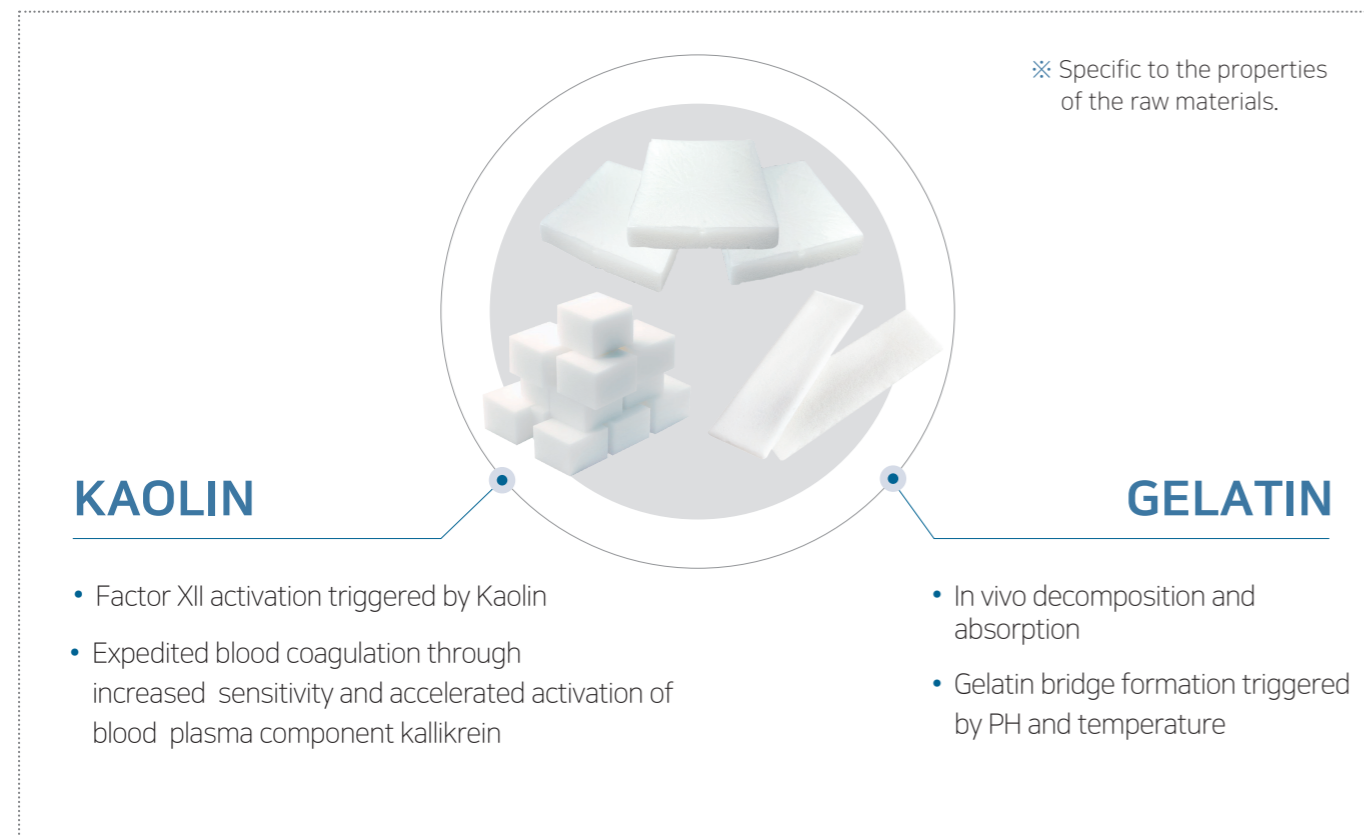 ※ Specific to the properties
of the raw materials.
KAOLIN
• Factor XII activation triggered by Kaolin
• Expedited blood coagulation through
increased sensitivity and accelerated activation of
blood plasma component kallikrein
GELATIN
• In vivo decomposition and
absorption
• Gelatin bridge formation triggered
by PH and temperature